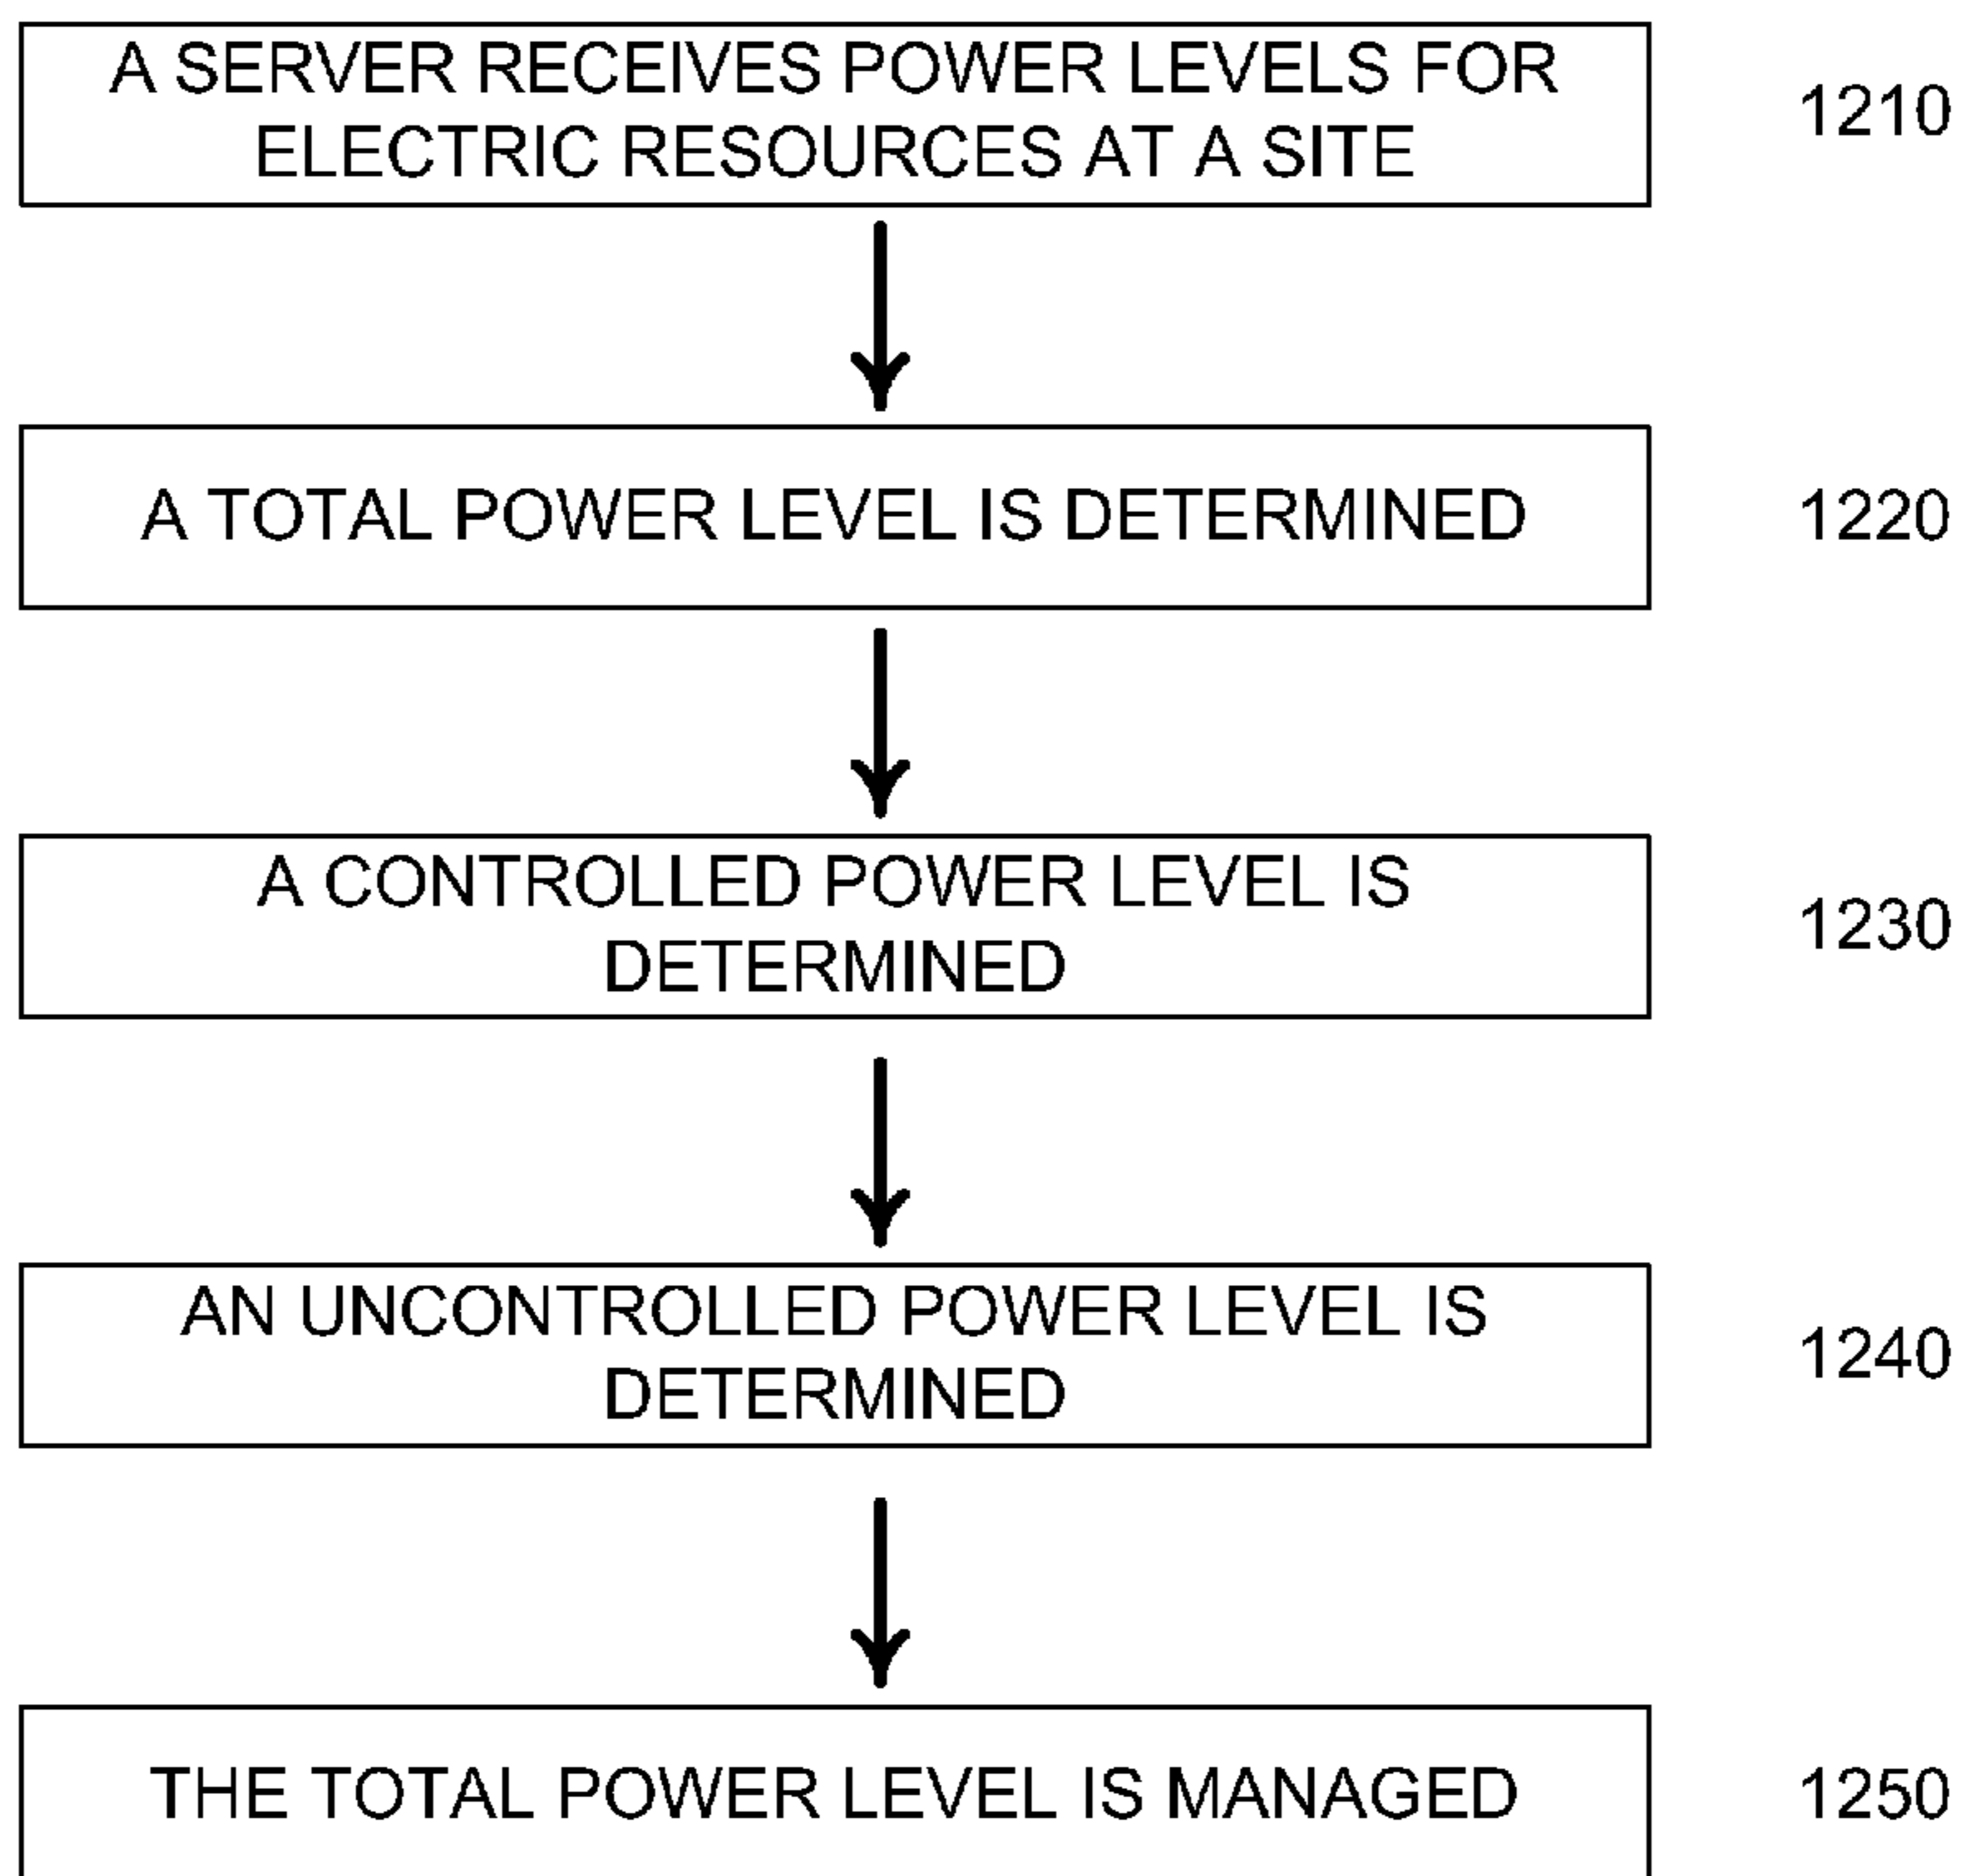 A SERVER RECEIVES POWER LEVELS FOR
ELECTRIC RESOURCES AT A SITE
1210
A TOTAL POWER LEVEL IS DETERMINED
1220
A CONTROLLED POWER LEVEL IS
DETERMINED
1230
AN UNCONTROLLED POWER LEVEL IS
DETERMINED
1240
THE TOTAL POWER LEVEL IS MANAGED
1250